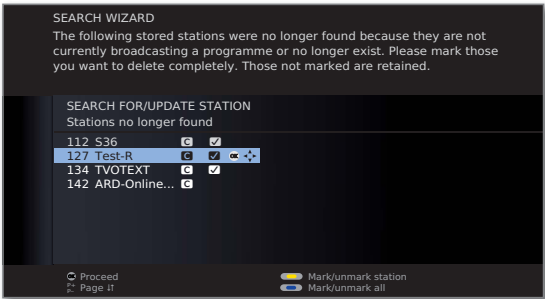 SEARCH WIZARD
The following stored stations were no longer found because they are not
currently broadcasting a programme or no longer exist. Please mark those
you want to delete completely. Those not marked are retained.
SEARCH FOR/UPDATE STATION
Stations no longer found
112 S36 C
127 Test-R C OK
134 TVOTEXT C
142 ARD-Online... C
OK Proceed Mark/unmark station
P+ P- Page Mark/unmark all